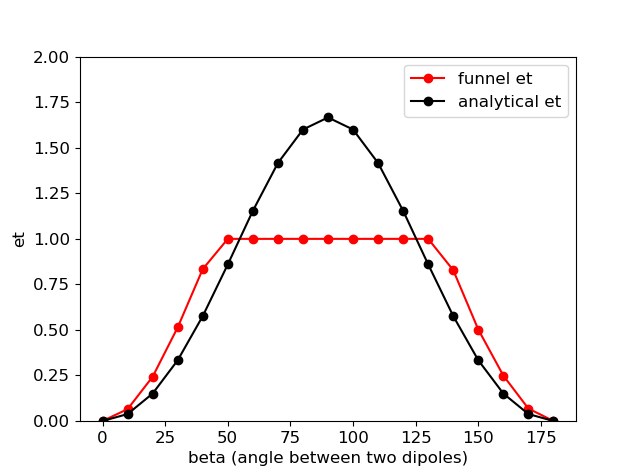 2.00
1.75
1.50
1.25
1.00
0.75
0.50
0.25
0.00
et
funnel et
analytical et
0 25 50 75 100 125 150 175
beta (angle between two dipoles)